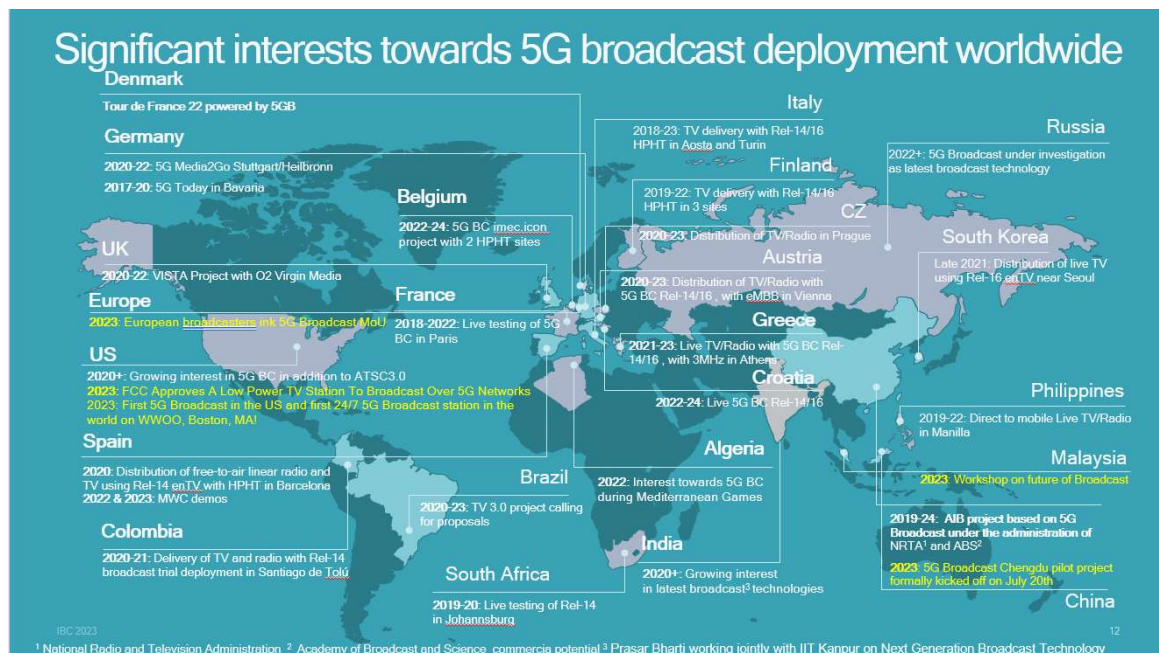 Significant interests towards 5G broadcast deployment worldwide
Denmark
Tour de France 22 powered by 5GB
Germany
2020-22: 5G Media2Go Stuttgart/Heilbronn
2017-20: 5G Today in Bavaria
Belgium
2022-24: 5G BC imec.icon
project with 2 HPHT sites
UK
2020-22: VISTA Project with O2 Virgin Media
Europe
2023: European broadcasters ink 5G Broadcast MoU
France
2018-2022: Live testing of 5G
BC in Paris
US
2020+: Growing interest in 5G BC in addition to ATSC3.0
2023: FCC Approves A Low Power TV Station To Broadcast Over 5G Networks
2023: First 5G Broadcast in the US and first 24/7 5G Broadcast station in the
world on WWOO, Boston, MA!
Spain
2020: Distribution of free-to-air linear radio and
TV using Rel-14 enTV with HPHT in Barcelona
2022 & 2023: MWC demos
Colombia
2020-21: Delivery of TV and radio with Rel-14
broadcast trial deployment in Santiago de Tolú
Brazil
2020-23: TV 3.0 project calling
for proposals
South Africa
2019-20: Live testing of Rel-14
in Johannsburg
Italy
2018-23: TV delivery with Rel-14/16
HPHT in Aosta and Turin
Finland
2019-22: TV delivery with Rel-14/16
HPHT in 3 sites
CZ
2020-23: Distribution of TV/Radio in Prague
Austria
2020-23: Distribution of TV/Radio with
5G BC Rel-14/16 , with eMBB in Vienna
Greece
2021-23: Live TV/Radio with 5G BC Rel-
14/16 , with 3MHz in Athens
Croatia
2022-24: Live 5G BC Rel-14/16
Algeria
2022: Interest towards 5G BC
during Mediterranean Games
India
2020+: Growing interest
in latest broadcast³ technologies
Russia
2022+: 5G Broadcast under investigation
as latest broadcast technology
South Korea
Late 2021: Distribution of live TV
using Rel-16 enTV near Seoul
Philippines
2019-22: Direct to mobile Live TV/Radio
in Manilla
Malaysia
2023: Workshop on future of Broadcast
2019-24: AIB project based on 5G
Broadcast under the administration of
NRTA¹ and ABS²
2023: 5G Broadcast Chengdu pilot project
formally kicked off on July 20th
China
IBC 2023
12
¹ National Radio and Television Administration ² Academy of Broadcast and Science commercia potential ³ Prasar Bharti working jointly with IIT Kanpur on Next Generation Broadcast Technology